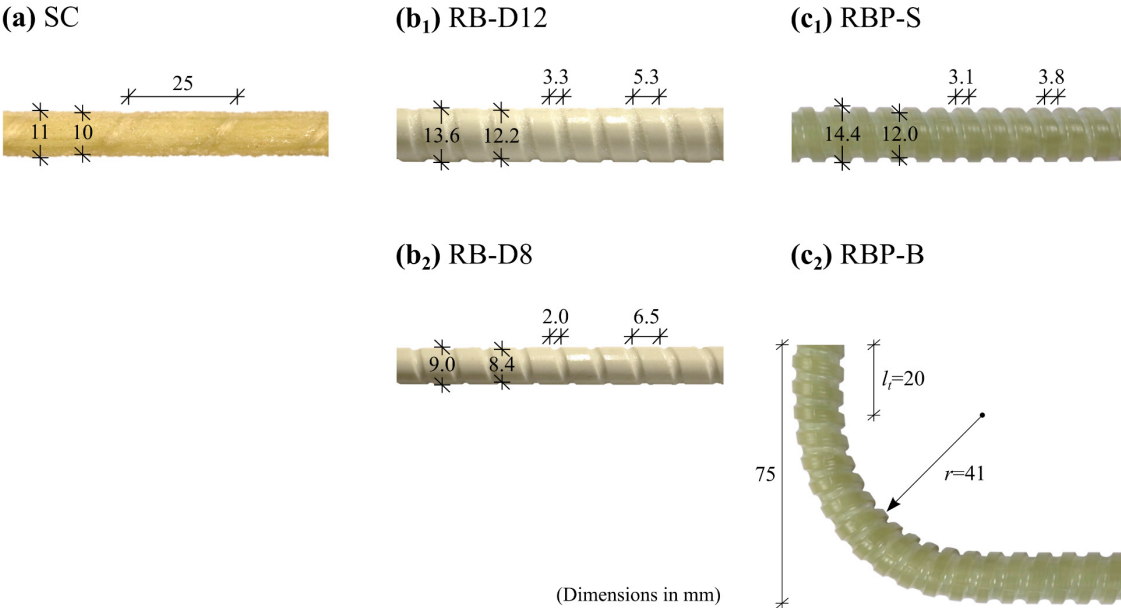 (a) SC
25
11
10
(b₁) RB-D12
3.3
5.3
13.6
12.2
(c₁) RBP-S
3.1
3.8
14.4
12.0
(b₂) RB-D8
2.0
6.5
9.0
8.4
(c₂) RBP-B
lₜ=20
r=41
75
(Dimensions in mm)